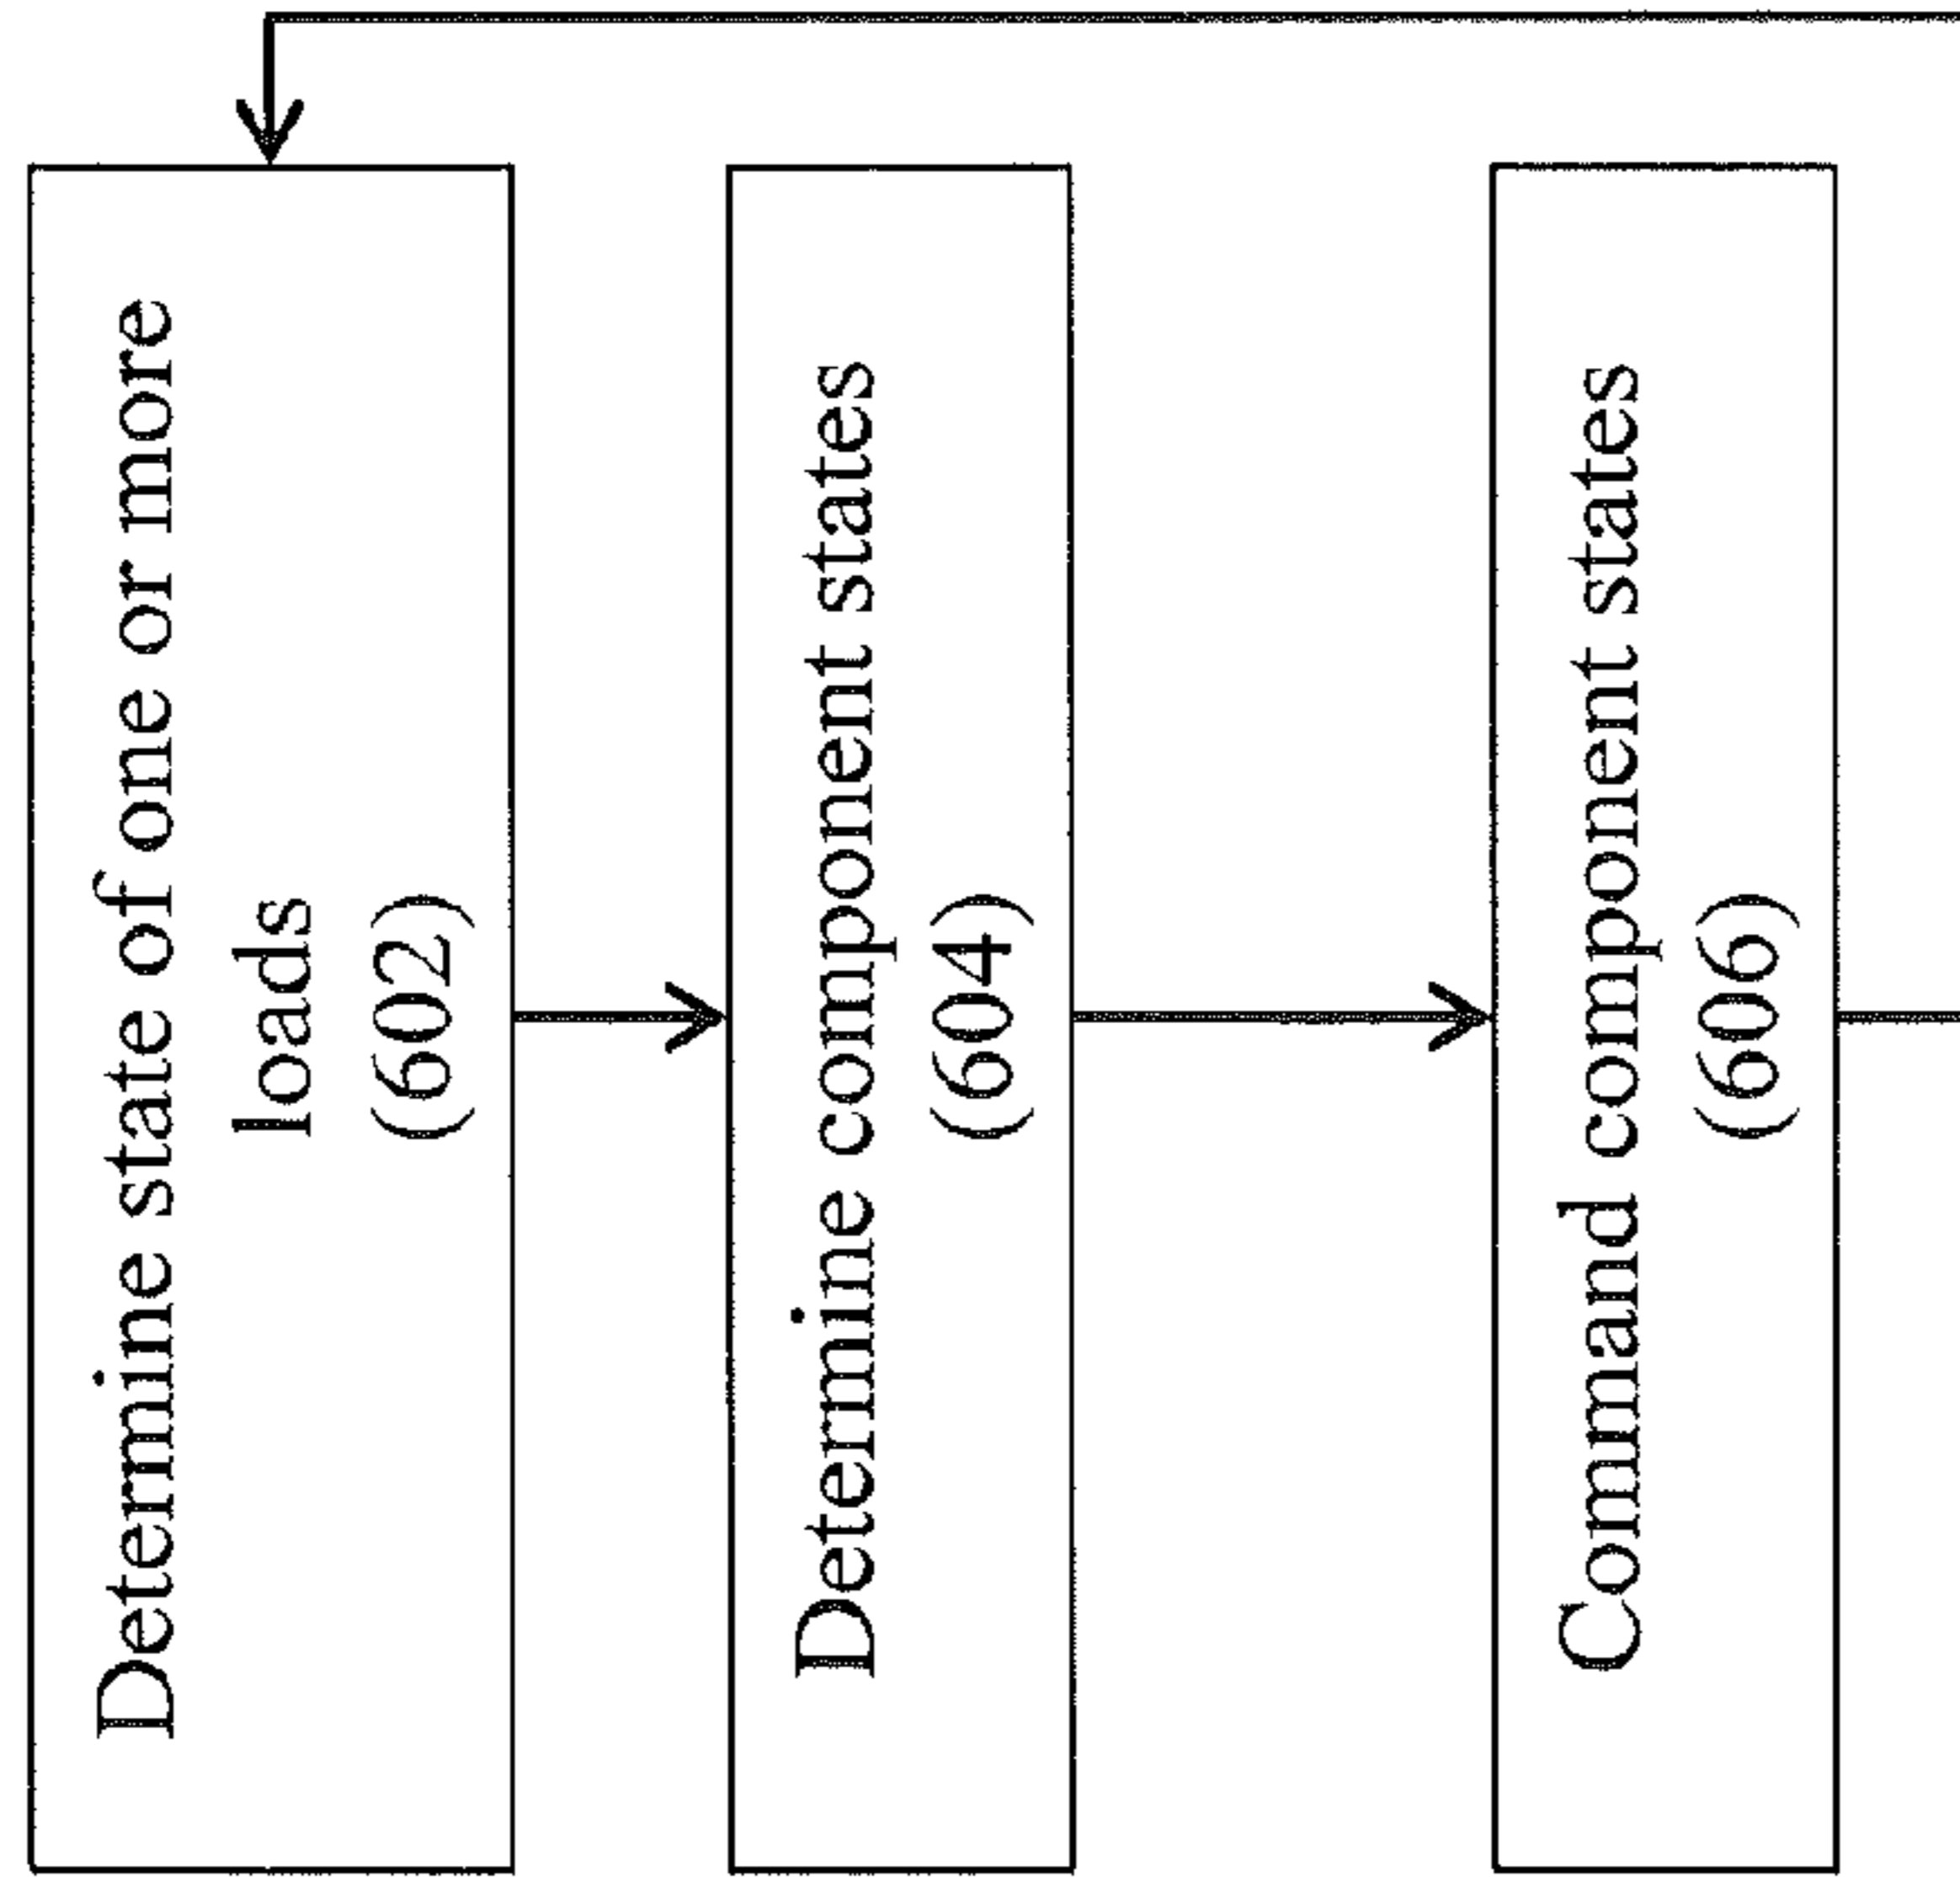 Determine state of one or more
loads
(602)
Determine component states
(604)
Command component states
(606)